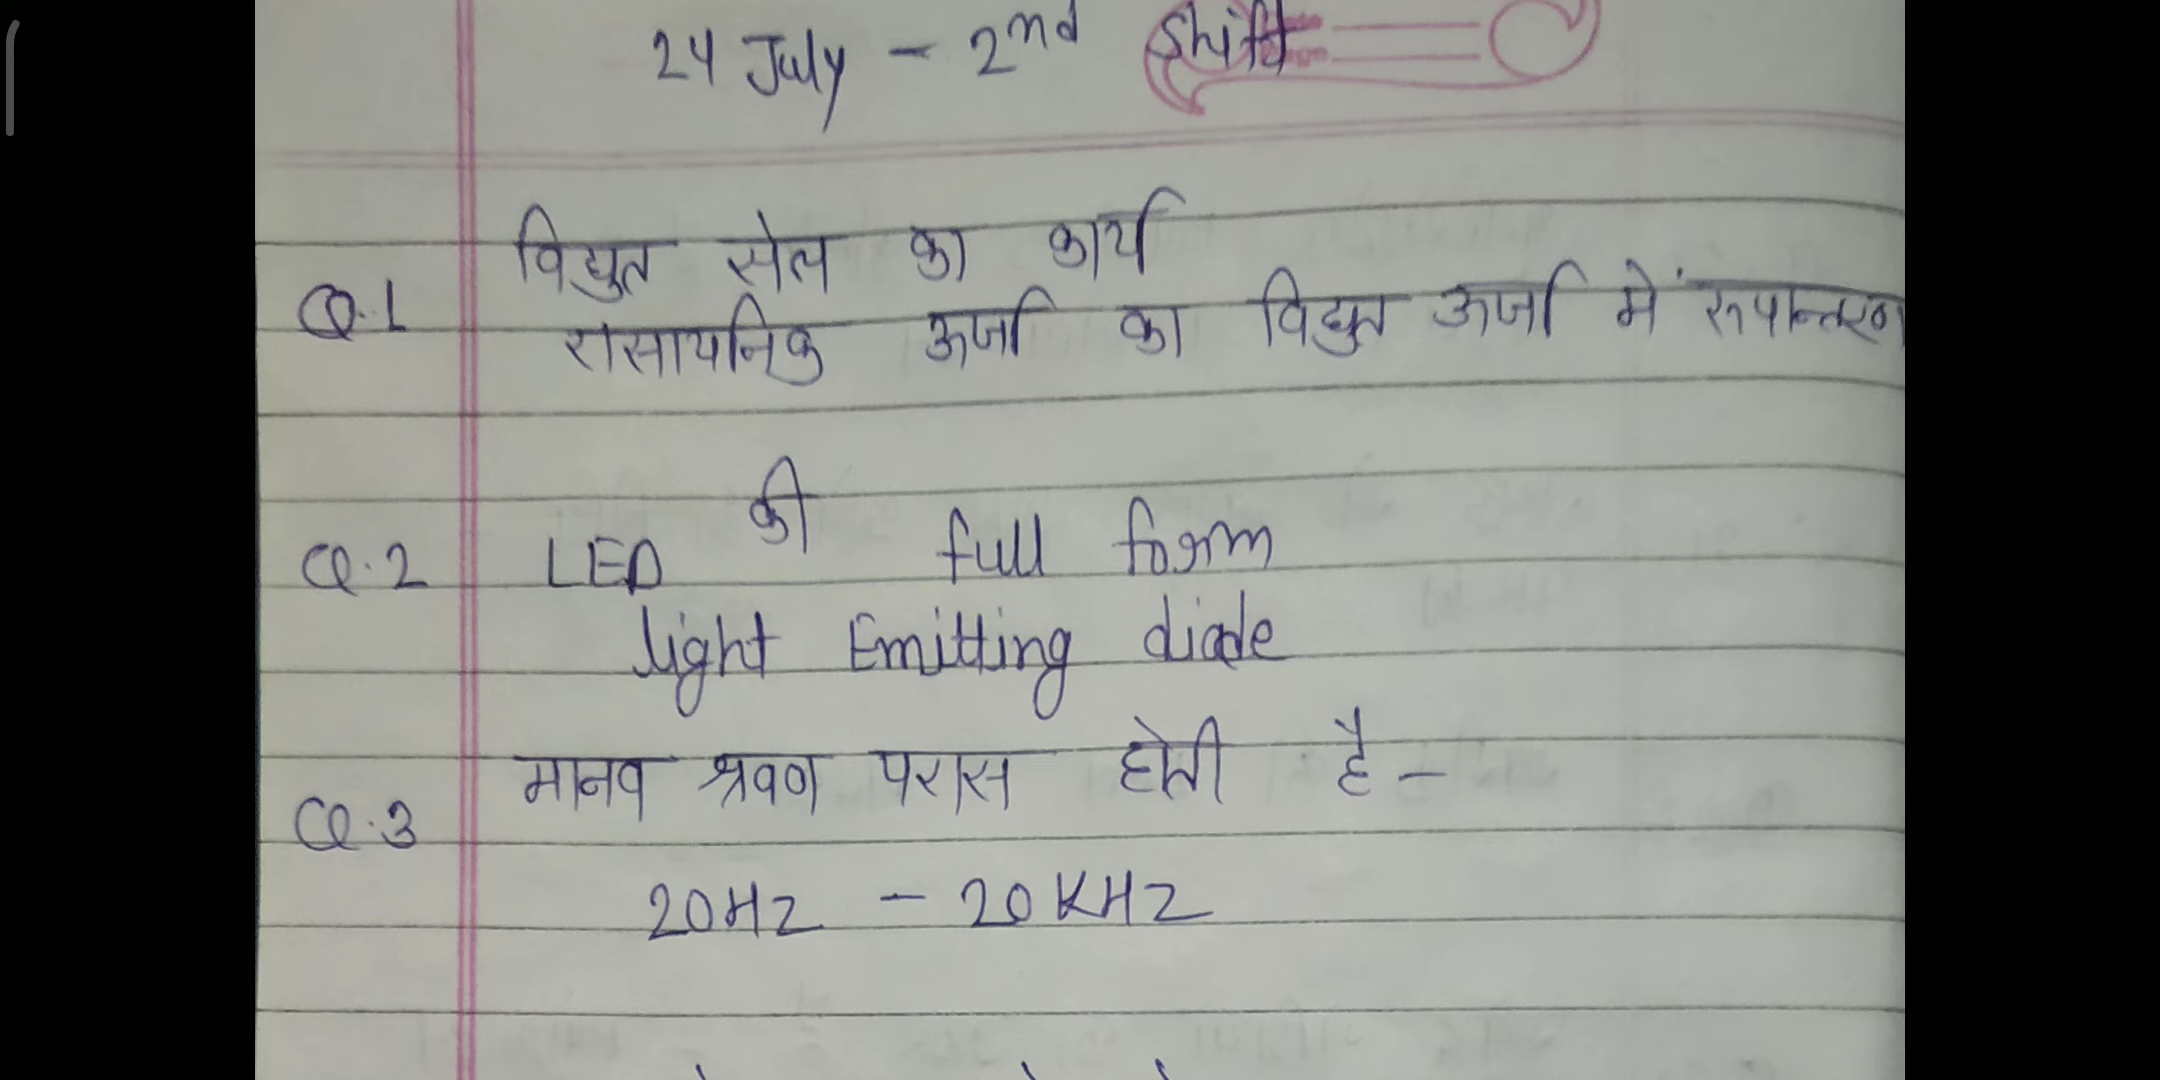 24 July - 2nd Shift
विद्युत सेल का कार्य
Q.1
रासायनिक ऊर्जा का विद्युत ऊर्जा में रूपान्तरण
Q.2 LED की full form
light Emitting diode
मानव श्रवण परास होती है -
Q.3
20Hz - 20KHz